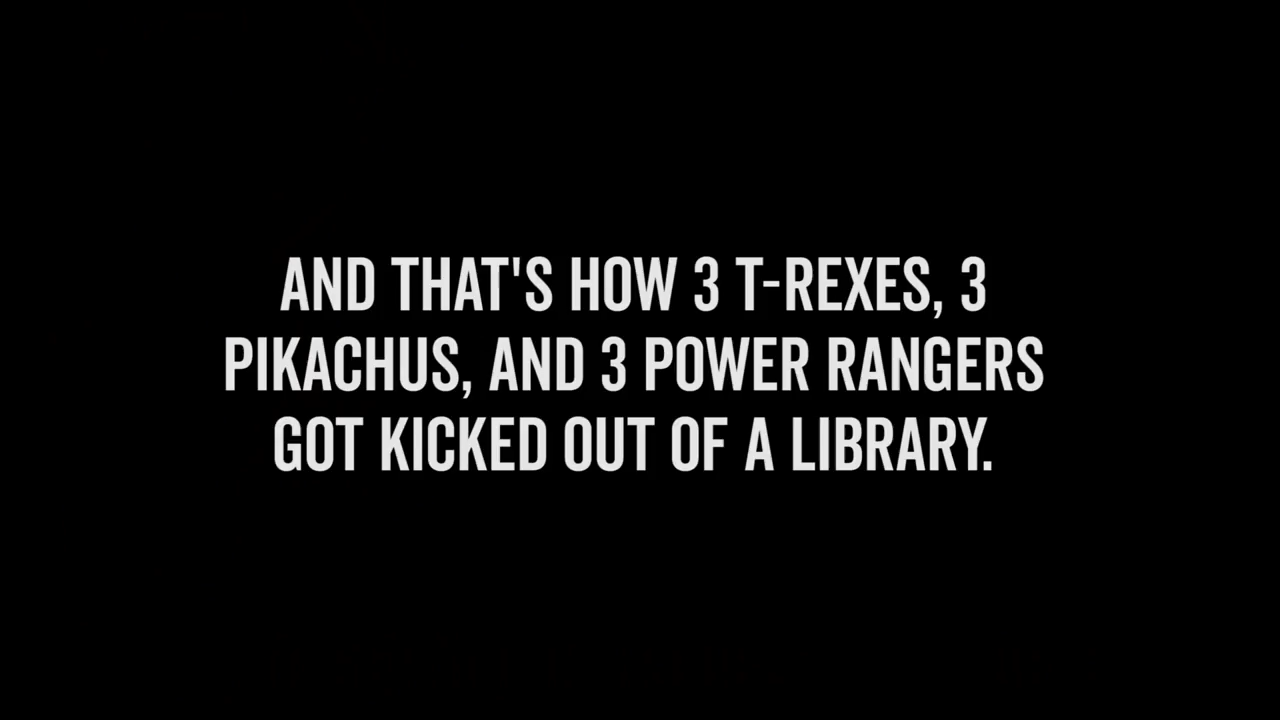 AND THAT'S HOW 3 T-REXES, 3
PIKACHUS, AND 3 POWER RANGERS
GOT KICKED OUT OF A LIBRARY.